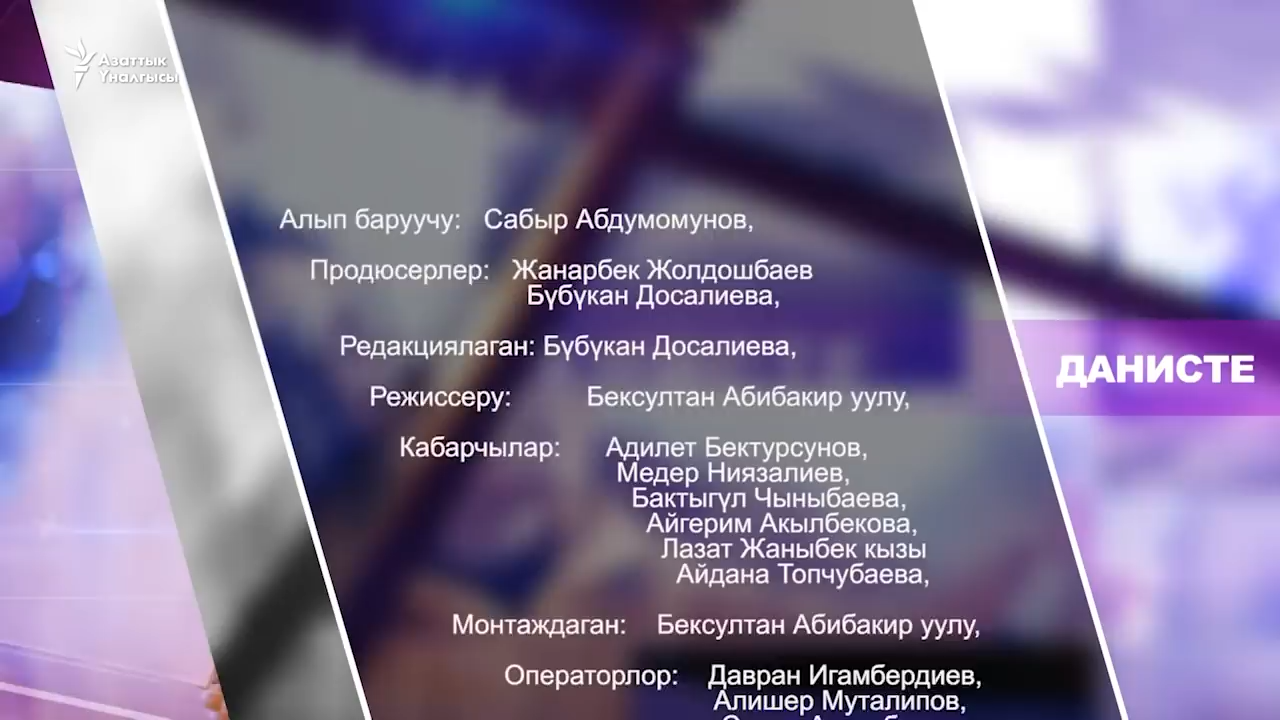 Азаттык
Үналгысы
Алып баруучу: Сабыр Абдумомунов,
Продюсерлер: Жанарбек Жолдошбаев
Бүбүкан Досалиева,
Редакциялаган: Бүбүкан Досалиева,
ДАНИСТЕ
Режиссеру: Бексултан Абибакир уулу,
Кабарчылар: Адилет Бектурсунов,
Медер Ниязалиев,
Бактыгүл Чыныбаева,
Айгерим Акылбекова,
Лазат Жаныбек кызы
Айдана Топчубаева,
Монтаждаган: Бексултан Абибакир уулу,
Операторлор: Давран Игамбердиев,
Алишер Муталипов,